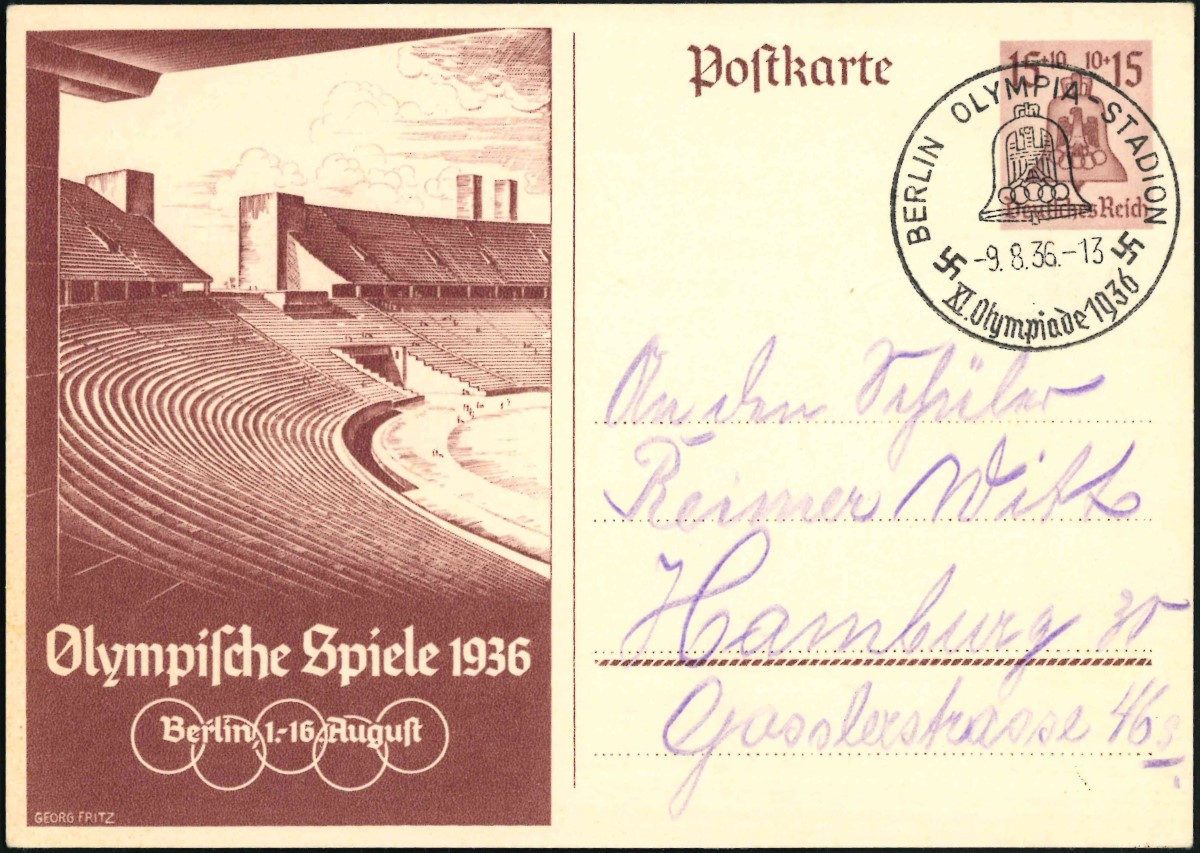 Postkarte
15+10 10+15
Deutsches Reich
BERLIN OLYMPIA-STADION
-9.8.36.-13
XI. Olympiade 1936
An den Schüler
Reimer Witt
Hamburg 30
Gosslerstrasse 46
Olympische Spiele 1936
Berlin, 1.-16. August
GEORG FRITZ